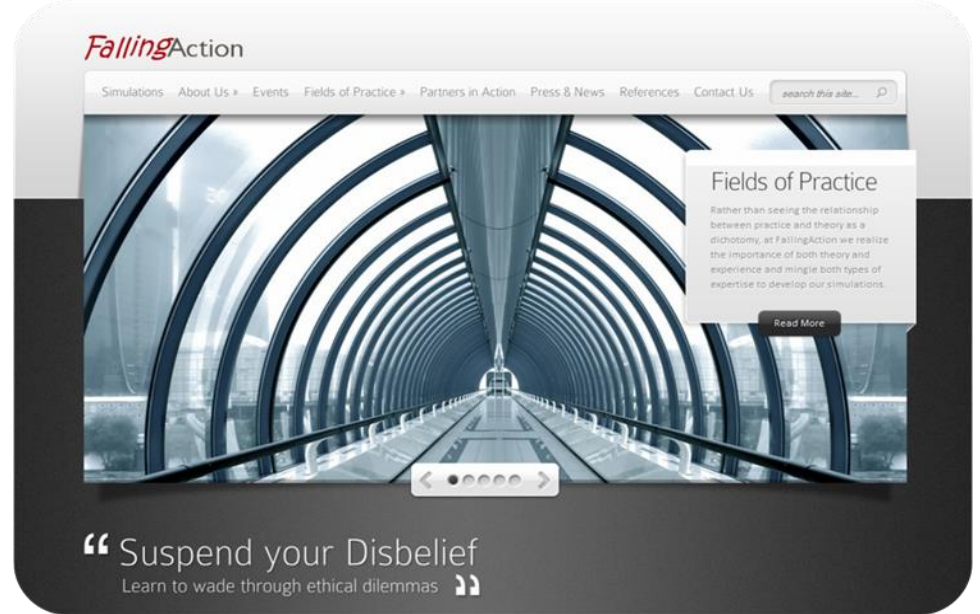 FallingAction
Simulations About Us » Events Fields of Practice » Partners in Action Press & News References Contact Us search this site...
Fields of Practice
Rather than seeing the relationship
between practice and theory as a
dichotomy, at FallingAction we realize
the importance of both theory and
experience and mingle both types of
expertise to develop our simulations.
Read More
“ Suspend your Disbelief
Learn to wade through ethical dilemmas ”